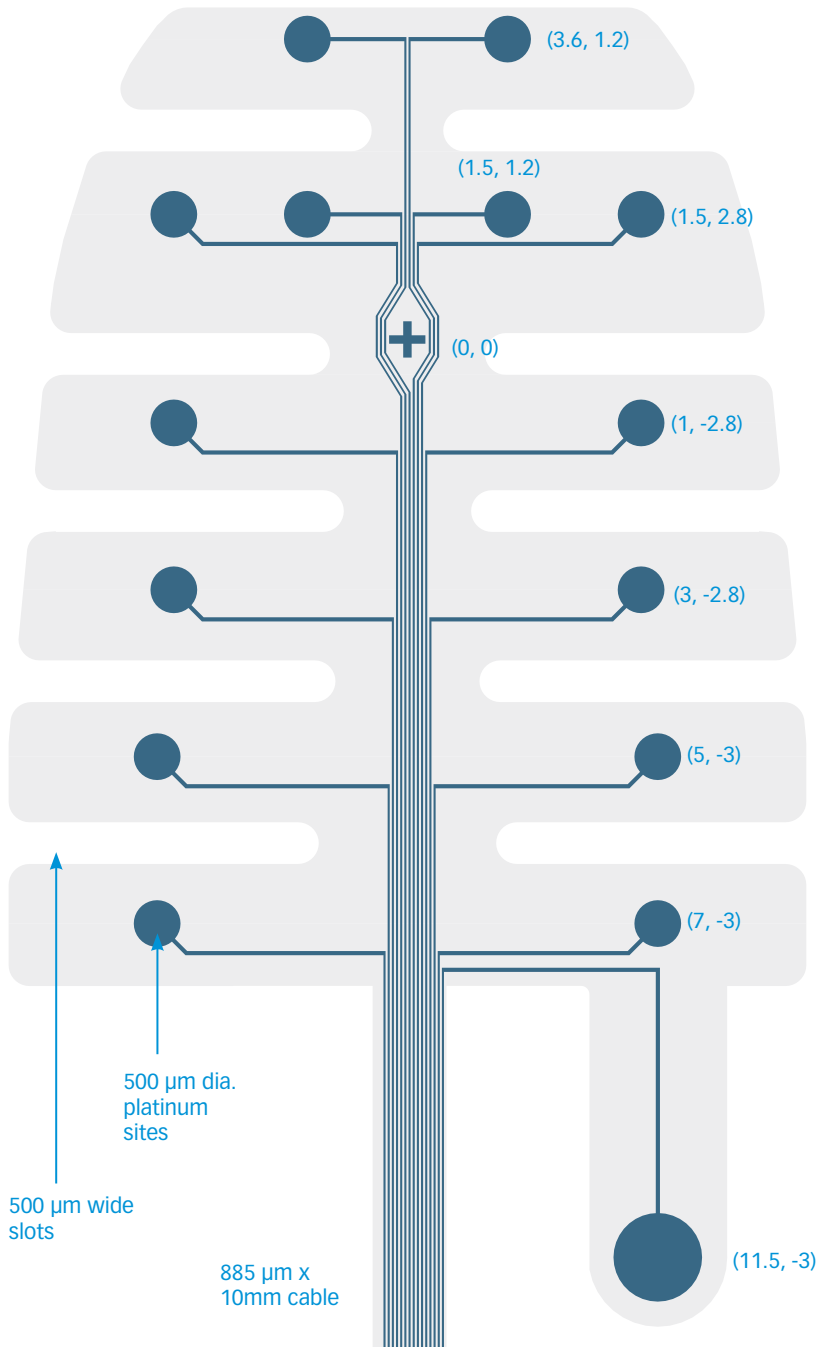 (3.6, 1.2)
(1.5, 1.2)
(1.5, 2.8)
(0, 0)
(1, -2.8)
(3, -2.8)
(5, -3)
(7, -3)
500 µm dia.
platinum
sites
500 µm wide
slots
885 µm x
10mm cable
(11.5, -3)